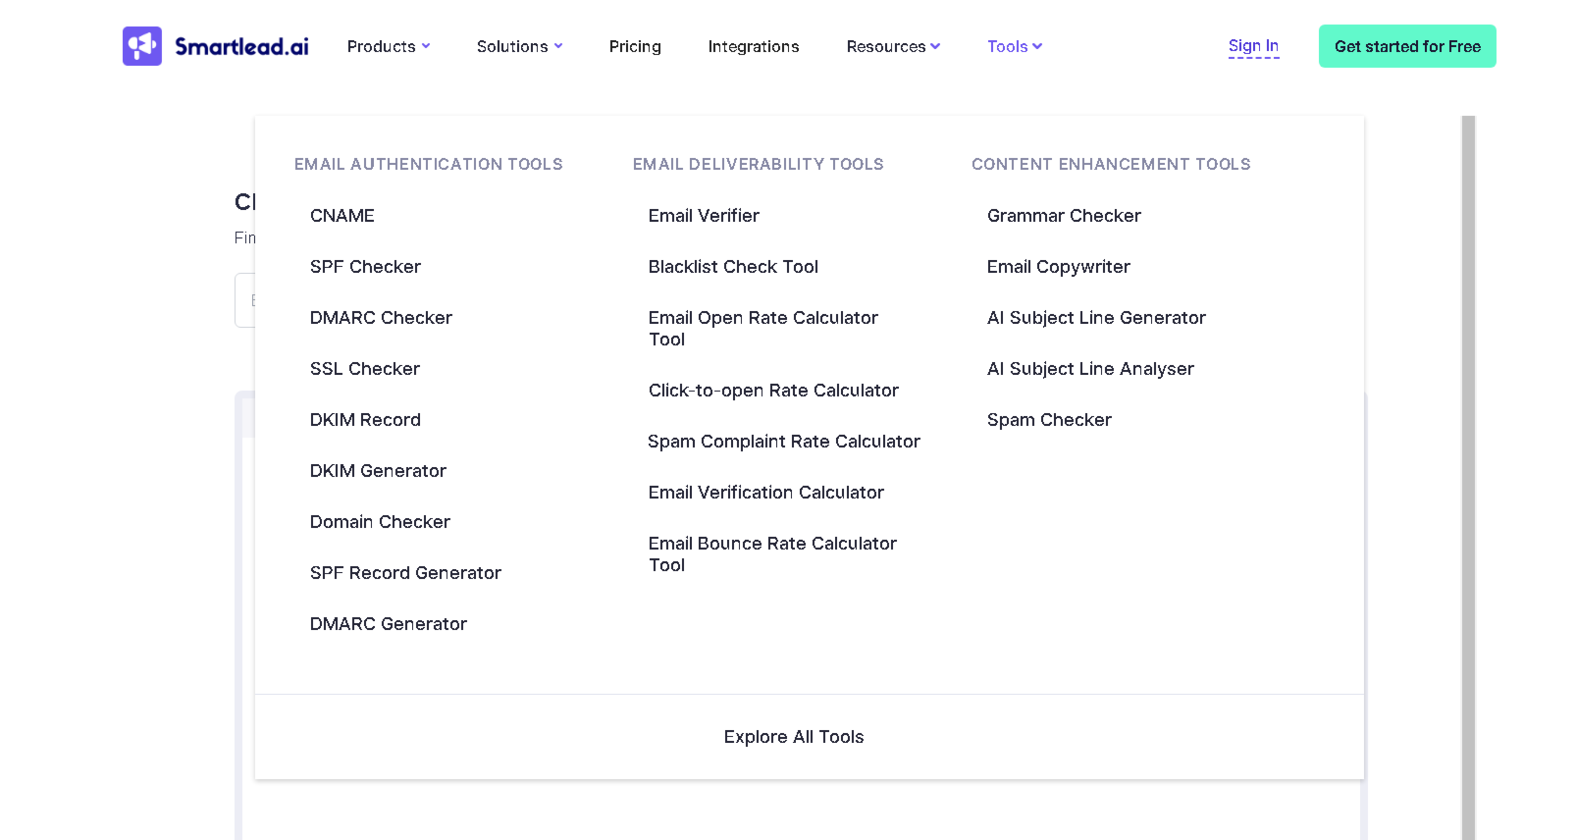 Smartlead.ai
Products
Solutions
Pricing
Integrations
Resources
Tools
Sign In
Get started for Free
EMAIL AUTHENTICATION TOOLS
CNAME
SPF Checker
DMARC Checker
SSL Checker
DKIM Record
DKIM Generator
Domain Checker
SPF Record Generator
DMARC Generator
EMAIL DELIVERABILITY TOOLS
Email Verifier
Blacklist Check Tool
Email Open Rate Calculator
Tool
Click-to-open Rate Calculator
Spam Complaint Rate Calculator
Email Verification Calculator
Email Bounce Rate Calculator
Tool
CONTENT ENHANCEMENT TOOLS
Grammar Checker
Email Copywriter
AI Subject Line Generator
AI Subject Line Analyser
Spam Checker
Explore All Tools